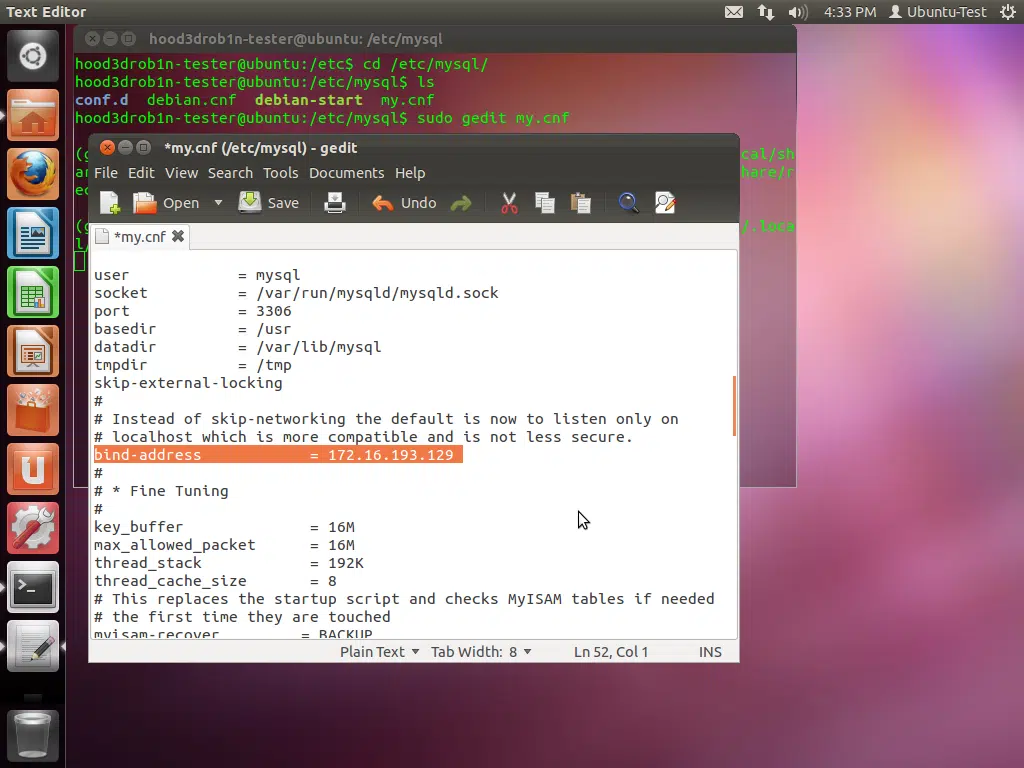 Text Editor
4:33 PM Ubuntu-Test
hood3drob1n-tester@ubuntu: /etc/mysql
hood3drob1n-tester@ubuntu:/etc$ cd /etc/mysql/
hood3drob1n-tester@ubuntu:/etc/mysql$ ls
conf.d debian.cnf debian-start my.cnf
hood3drob1n-tester@ubuntu:/etc/mysql$ sudo gedit my.cnf
*my.cnf (/etc/mysql) - gedit
File Edit View Search Tools Documents Help
Open Save Undo
*my.cnf
user = mysql
socket = /var/run/mysqld/mysqld.sock
port = 3306
basedir = /usr
datadir = /var/lib/mysql
tmpdir = /tmp
skip-external-locking
#
# Instead of skip-networking the default is now to listen only on
# localhost which is more compatible and is not less secure.
bind-address = 172.16.193.129
#
# * Fine Tuning
#
key_buffer = 16M
max_allowed_packet = 16M
thread_stack = 192K
thread_cache_size = 8
# This replaces the startup script and checks MyISAM tables if needed
# the first time they are touched
myisam-recover = BACKUP
Plain Text Tab Width: 8 Ln 52, Col 1 INS